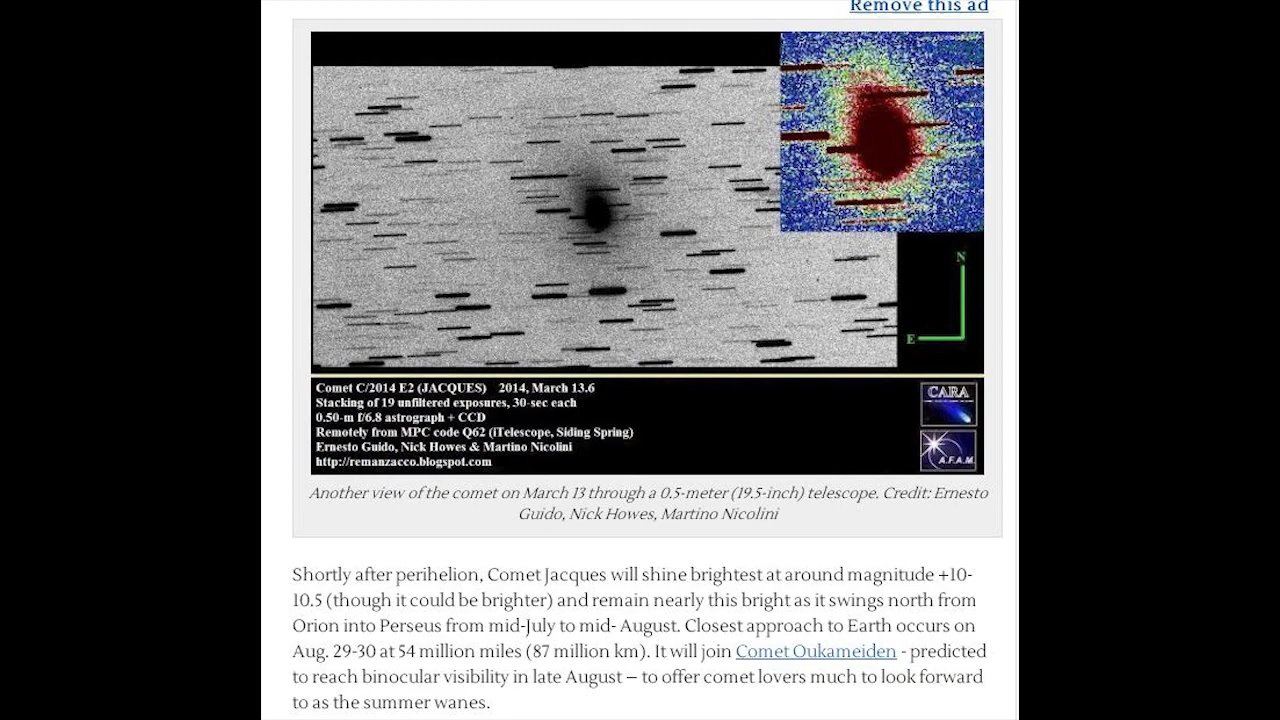 Remove this ad
N
E
Comet C/2014 E2 (JACQUES) 2014, March 13.6
Stacking of 19 unfiltered exposures, 30-sec each
0.50-m f/6.8 astrograph + CCD
Remotely from MPC code Q62 (iTelescope, Siding Spring)
Ernesto Guido, Nick Howes & Martino Nicolini
http://remanzacco.blogspot.com
CARA
A.F.A.M.
Another view of the comet on March 13 through a 0.5-meter (19.5-inch) telescope. Credit: Ernesto
Guido, Nick Howes, Martino Nicolini
Shortly after perihelion, Comet Jacques will shine brightest at around magnitude +10-
10.5 (though it could be brighter) and remain nearly this bright as it swings north from
Orion into Perseus from mid-July to mid- August. Closest approach to Earth occurs on
Aug. 29-30 at 54 million miles (87 million km). It will join Comet Oukameiden - predicted
to reach binocular visibility in late August – to offer comet lovers much to look forward
to as the summer wanes.